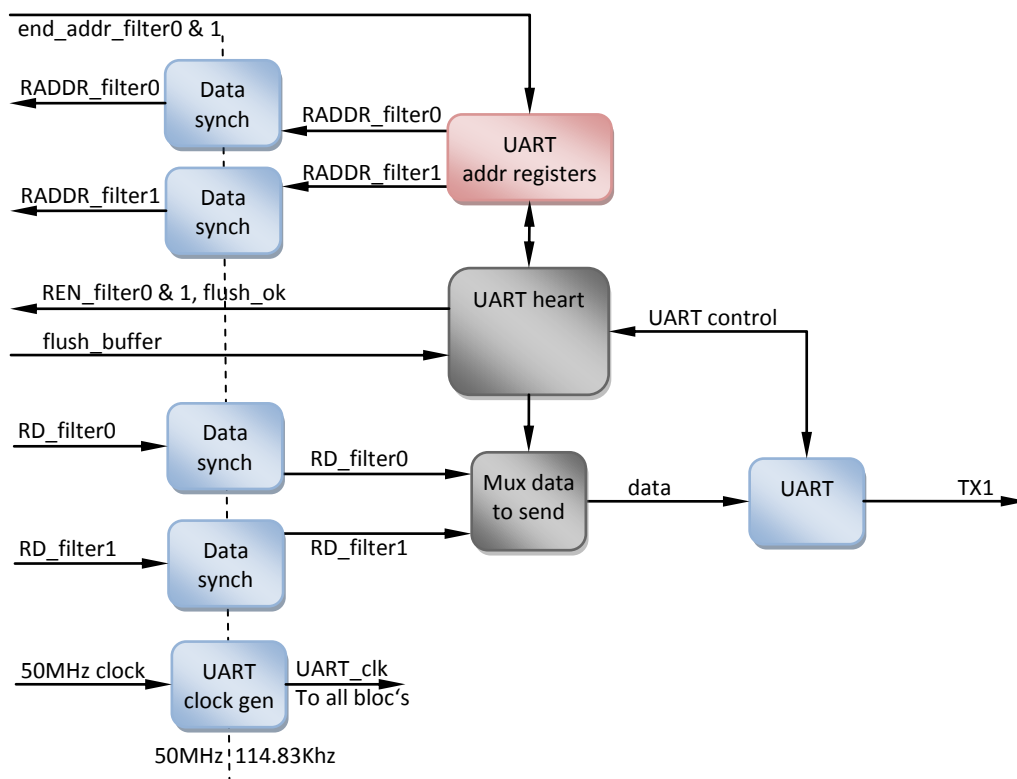 end_addr_filter0 & 1
RADDR_filter0
Data
synch
RADDR_filter0
UART
addr registers
RADDR_filter1
RADDR_filter1
Data
synch
REN_filter0 & 1, flush_ok
UART heart
UART control
flush_buffer
RD_filter0
Data
synch
RD_filter0
Mux data
to send
data
UART
TX1
RD_filter1
Data
synch
RD_filter1
50MHz clock
UART
clock gen
UART_clk
To all bloc‘s
50MHz
114.83Khz